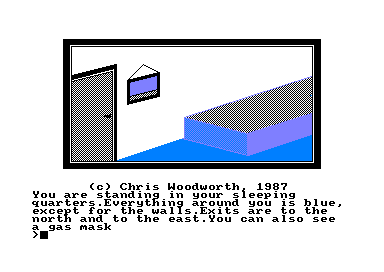 (c) Chris Woodworth, 1987
You are standing in your sleeping
quarters.Everything around you is blue,
except for the walls.Exits are to the
north and to the east.You can also see
a gas mask
>